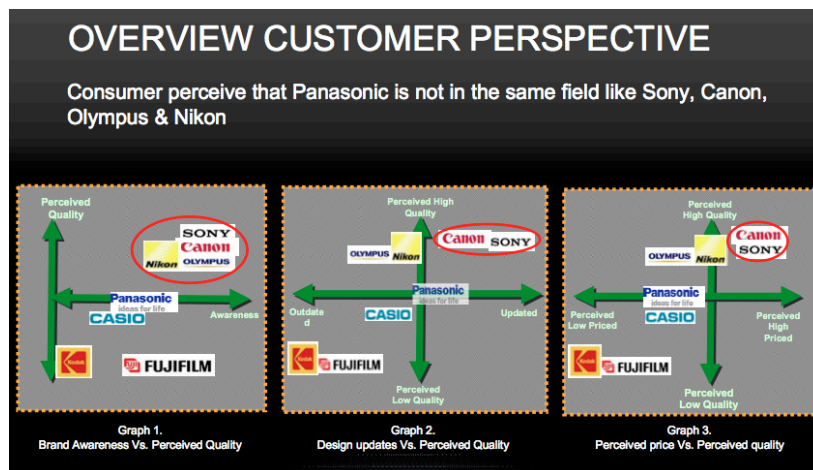 OVERVIEW CUSTOMER PERSPECTIVE
Consumer perceive that Panasonic is not in the same field like Sony, Canon,
Olympus & Nikon
Perceived
Quality
SONY
Canon
Nikon
OLYMPUS
Panasonic
ideas for life
CASIO
Awareness
Kodak
FUJIFILM
Graph 1.
Brand Awareness Vs. Perceived Quality
Perceived High
Quality
Canon
SONY
OLYMPUS
Nikon
Panasonic
ideas for life
Outdate
d
CASIO
Updated
Kodak
FUJIFILM
Perceived
Low Quality
Graph 2.
Design updates Vs. Perceived Quality
Perceived
High Quality
Canon
SONY
OLYMPUS
Nikon
Panasonic
ideas for life
Perceived
Low Priced
CASIO
Perceived
High
Priced
Kodak
FUJIFILM
Perceived
Low Quality
Graph 3.
Perceived price Vs. Perceived quality